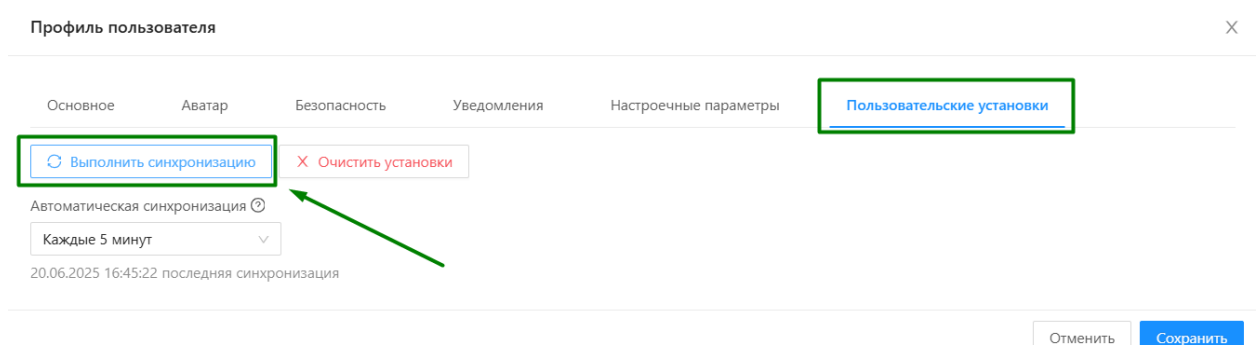 Профиль пользователя
Основное Аватар Безопасность Уведомления Настроечные параметры Пользовательские установки
Выполнить синхронизацию Очистить установки
Автоматическая синхронизация ?
Каждые 5 минут
20.06.2025 16:45:22 последняя синхронизация
Отменить Сохранить